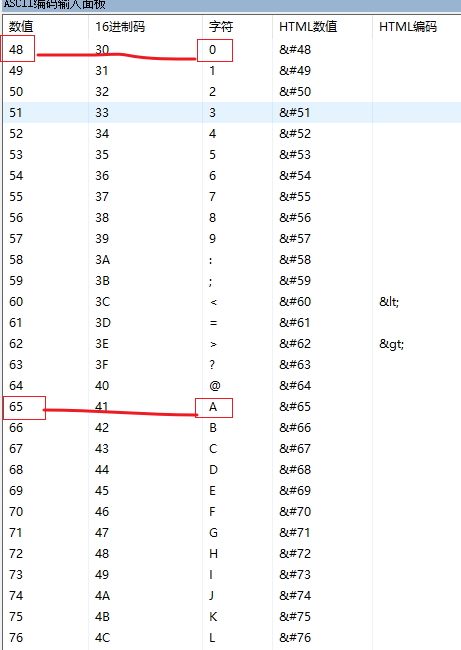 ASCII编码输入面板
数值 16进制码 字符 HTML数值 HTML编码
48 30 0 &#48
49 31 1 &#49
50 32 2 &#50
51 33 3 &#51
52 34 4 &#52
53 35 5 &#53
54 36 6 &#54
55 37 7 &#55
56 38 8 &#56
57 39 9 &#57
58 3A : &#58
59 3B ; &#59
60 3C < &#60 &lt;
61 3D = &#61
62 3E > &#62 &gt;
63 3F ? &#63
64 40 @ &#64
65 41 A &#65
66 42 B &#66
67 43 C &#67
68 44 D &#68
69 45 E &#69
70 46 F &#70
71 47 G &#71
72 48 H &#72
73 49 I &#73
74 4A J &#74
75 4B K &#75
76 4C L &#76